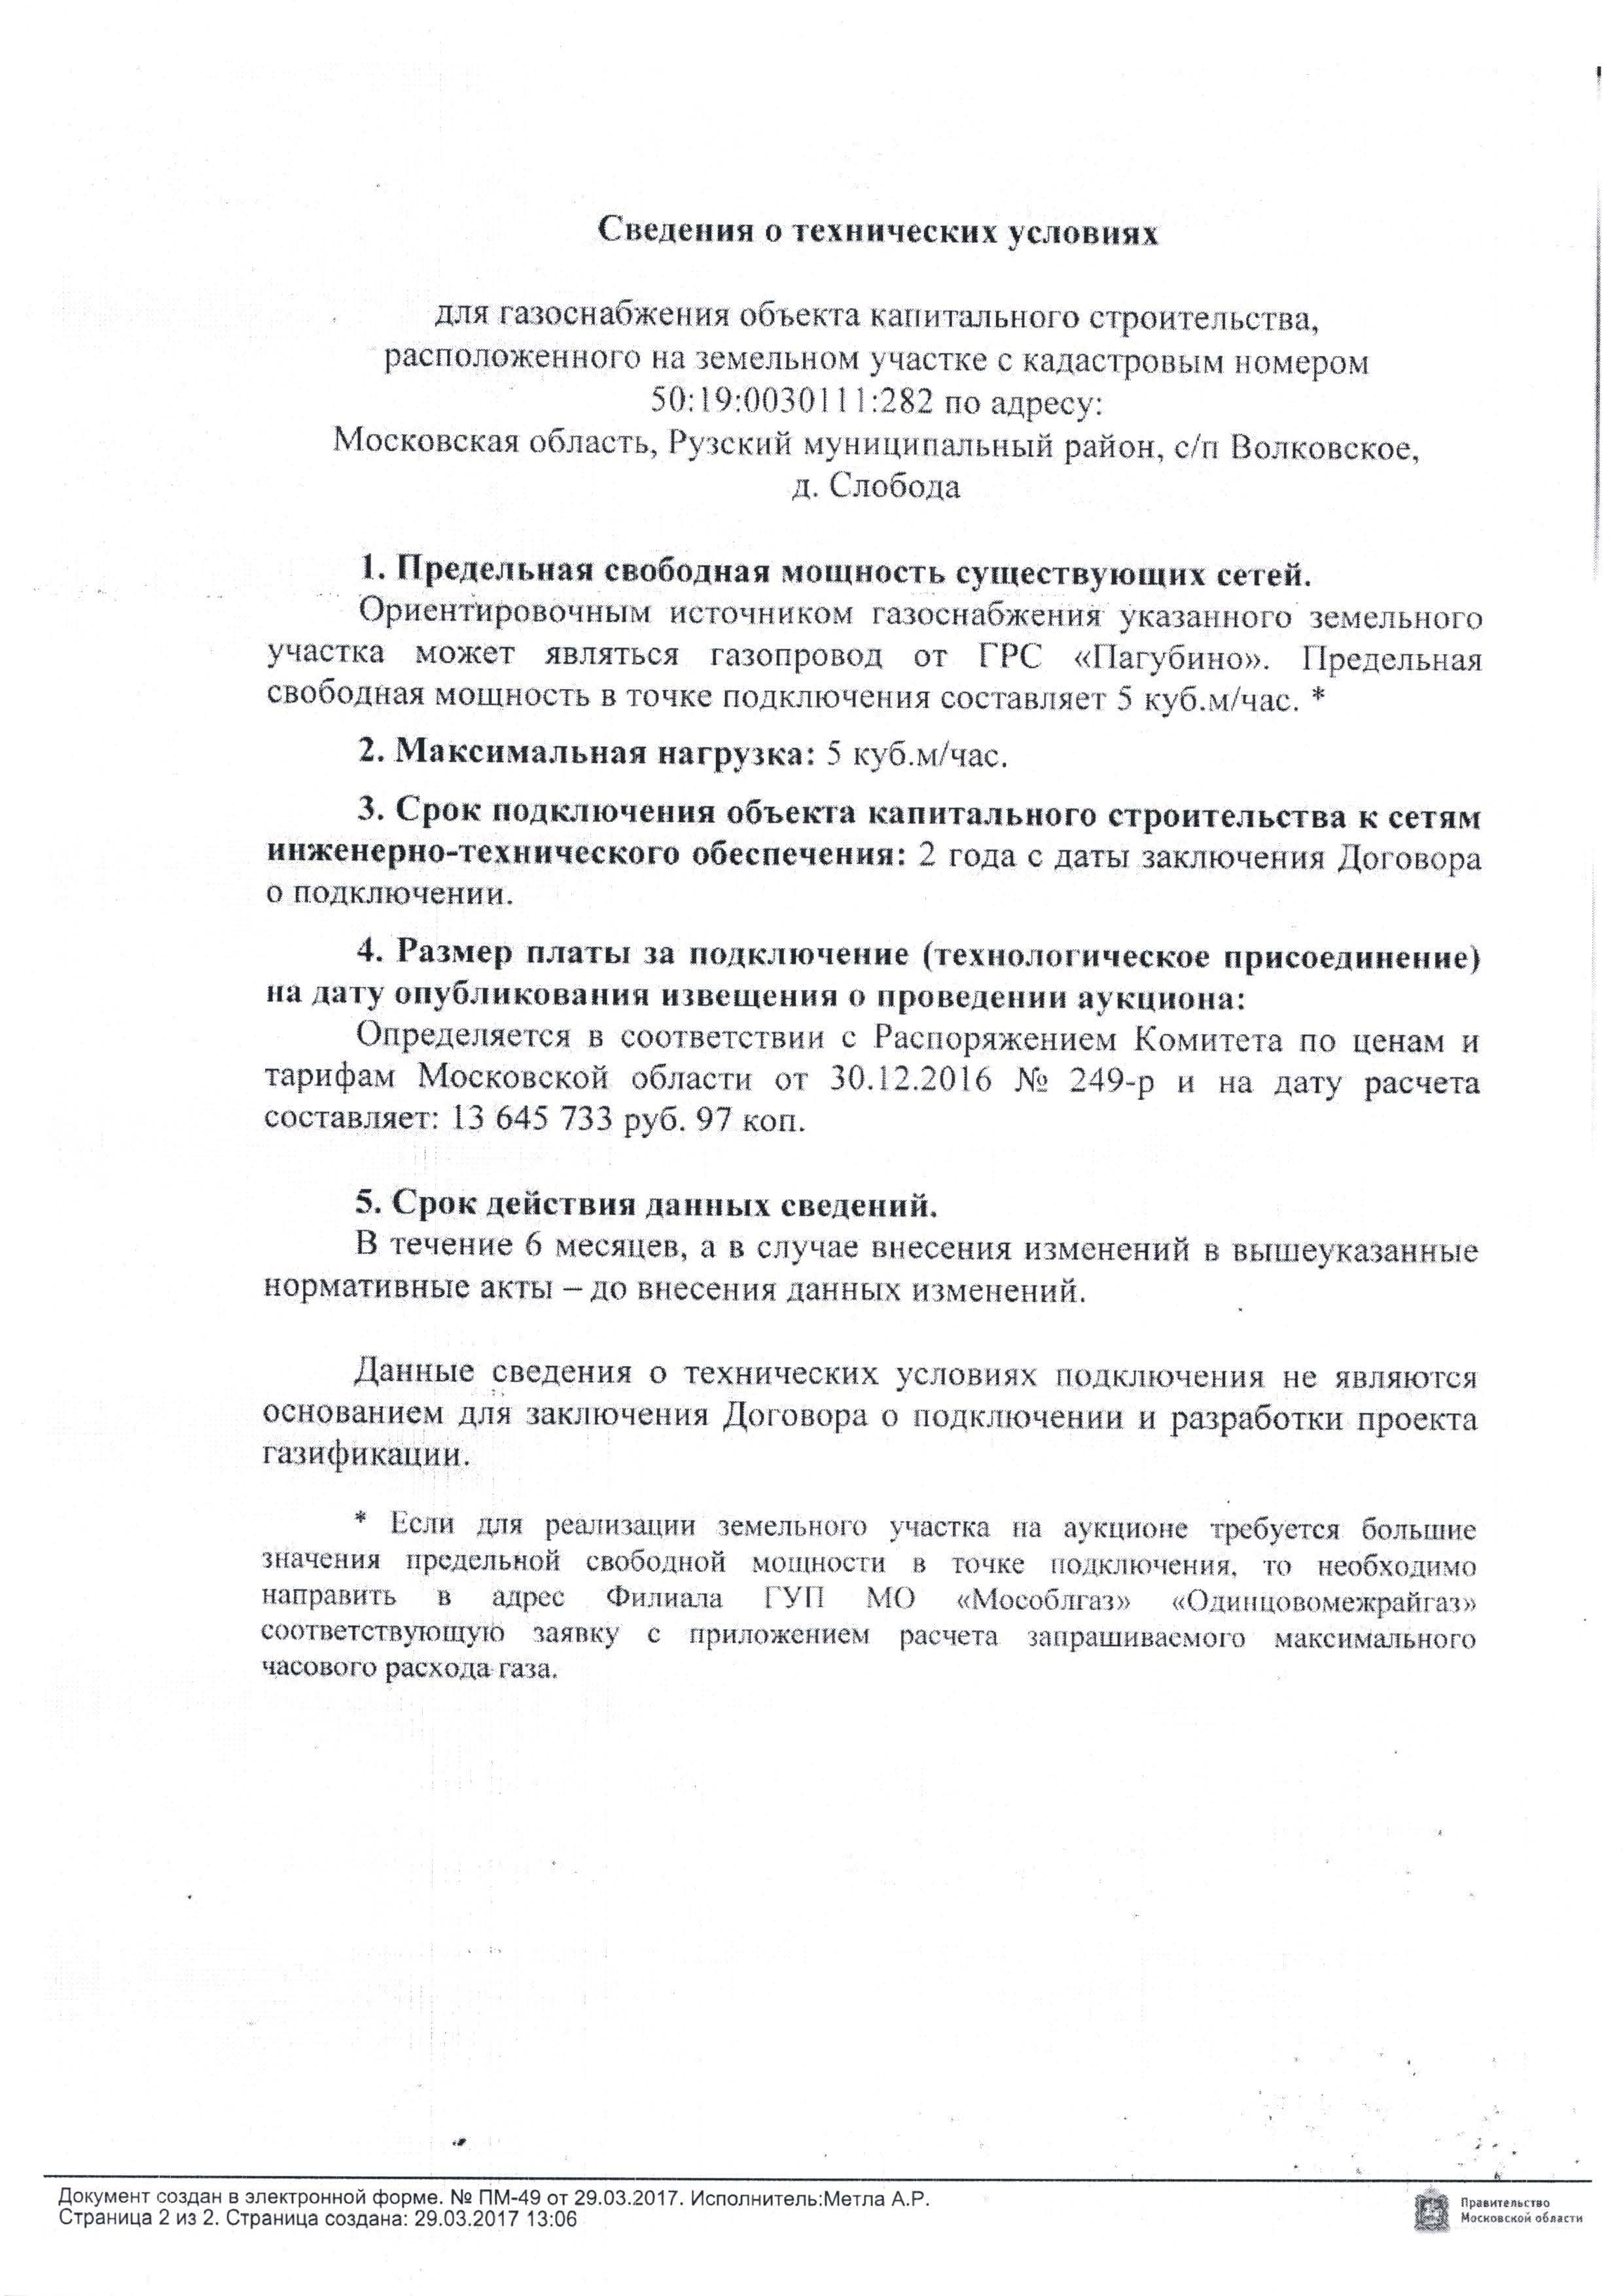 Сведения о технических условиях
для газоснабжения объекта капитального строительства,
расположенного на земельном участке с кадастровым номером
50:19:0030111:282 по адресу:
Московская область, Рузский муниципальный район, с/п Волковское,
д. Слобода
1. Предельная свободная мощность существующих сетей.
Ориентировочным источником газоснабжения указанного земельного
участка может являться газопровод от ГРС «Пагубино». Предельная
свободная мощность в точке подключения составляет 5 куб.м/час. *
2. Максимальная нагрузка: 5 куб.м/час.
3. Срок подключения объекта капитального строительства к сетям
инженерно-технического обеспечения: 2 года с даты заключения Договора
о подключении.
4. Размер платы за подключение (технологическое присоединение)
на дату опубликования извещения о проведении аукциона:
Определяется в соответствии с Распоряжением Комитета по ценам и
тарифам Московской области от 30.12.2016 № 249-р и на дату расчета
составляет: 13 645 733 руб. 97 коп.
5. Срок действия данных сведений.
В течение 6 месяцев, а в случае внесения изменений в вышеуказанные
нормативные акты – до внесения данных изменений.
Данные сведения о технических условиях подключения не являются
основанием для заключения Договора о подключении и разработки проекта
газификации.
* Если для реализации земельного участка на аукционе требуется большие
значения предельной свободной мощности в точке подключения, то необходимо
направить в адрес Филиала ГУП МО «Мособлгаз» «Одинцовомежрайгаз»
соответствующую заявку с приложением расчета запрашиваемого максимального
часового расхода газа.
Документ создан в электронной форме. № ПМ-49 от 29.03.2017. Исполнитель:Метла А.Р.
Страница 2 из 2. Страница создана: 29.03.2017 13:06
Правительство
Московской области